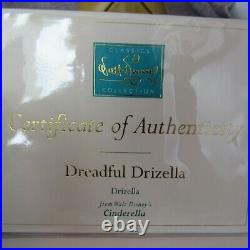 CLASSICS
Walt Disney
COLLECTION
Certificate of Authenticity
Dreadful Drizella
Drizella
from Walt Disney's
Cinderella